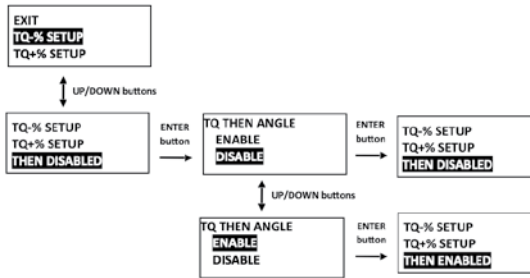 EXIT
TQ-% SETUP
TQ+% SETUP
UP/DOWN buttons
TQ-% SETUP
TQ+% SETUP
THEN DISABLED
ENTER
button
TQ THEN ANGLE
ENABLE
DISABLE
ENTER
button
TQ-% SETUP
TQ+% SETUP
THEN DISABLED
UP/DOWN buttons
TQ THEN ANGLE
ENABLE
DISABLE
ENTER
button
TQ-% SETUP
TQ+% SETUP
THEN ENABLED